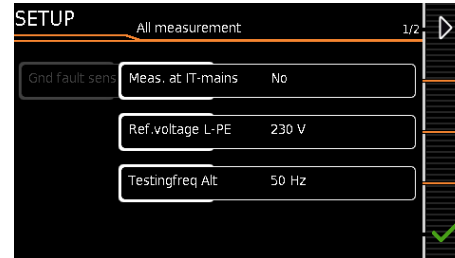 SETUP
All measurement
1/2
Gnd fault sens
Meas. at IT-mains No
Ref.voltage L-PE 230 V
Testingfreq Alt 50 Hz